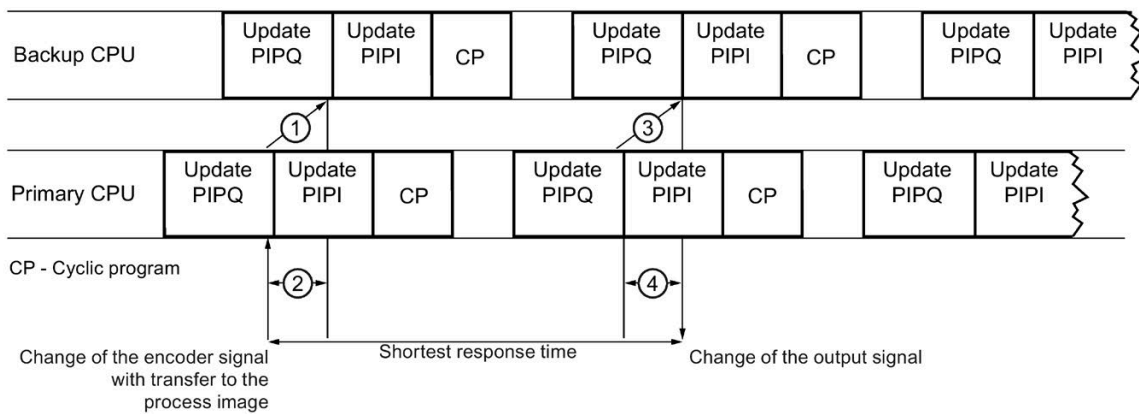 Backup CPU
Update
PIPQ
Update
PIPI
CP
Update
PIPQ
Update
PIPI
CP
Update
PIPQ
Update
PIPI
1
3
Primary CPU
Update
PIPQ
Update
PIPI
CP
Update
PIPQ
Update
PIPI
CP
Update
PIPQ
Update
PIPI
CP - Cyclic program
2
4
Change of the encoder signal
with transfer to the
process image
Shortest response time
Change of the output signal